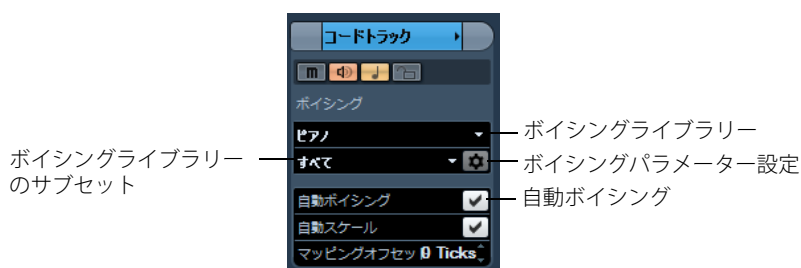 コードトラック
m
ボイシング
ピアノ
ボイシングライブラリー
ボイシングライブラリー
のサブセット
すべて
ボイシングパラメーター設定
自動ボイシング
自動ボイシング
自動スケール
マッピングオフセッ 0 Ticks